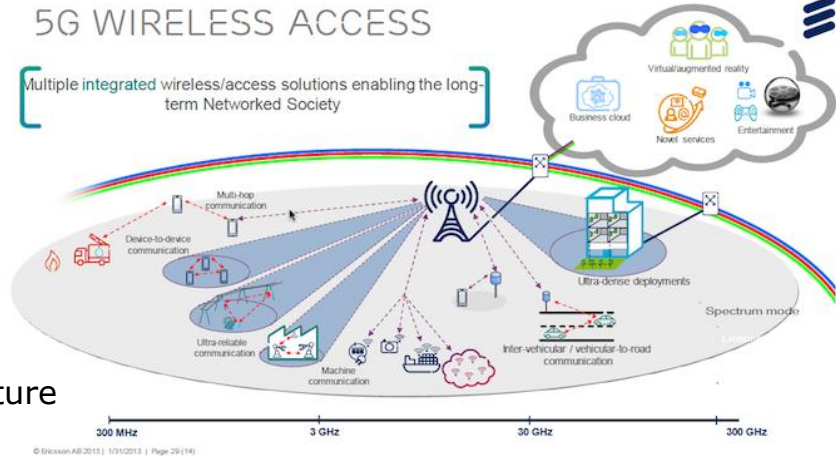 5G WIRELESS ACCESS
Multiple integrated wireless/access solutions enabling the long-
term Networked Society
Virtual/augmented reality
Business cloud
Novel services
Entertainment
Multi-hop
communication
Device-to-device
communication
Ultra-dense deployments
Spectrum mode
Ultra-reliable
communication
Machine
communication
Inter-vehicular / vehicular-to-road
communication
ture
300 MHz
3 GHz
30 GHz
300 GHz
© Ericsson AB 2013 | 1/31/2013 | Page 29 (14)